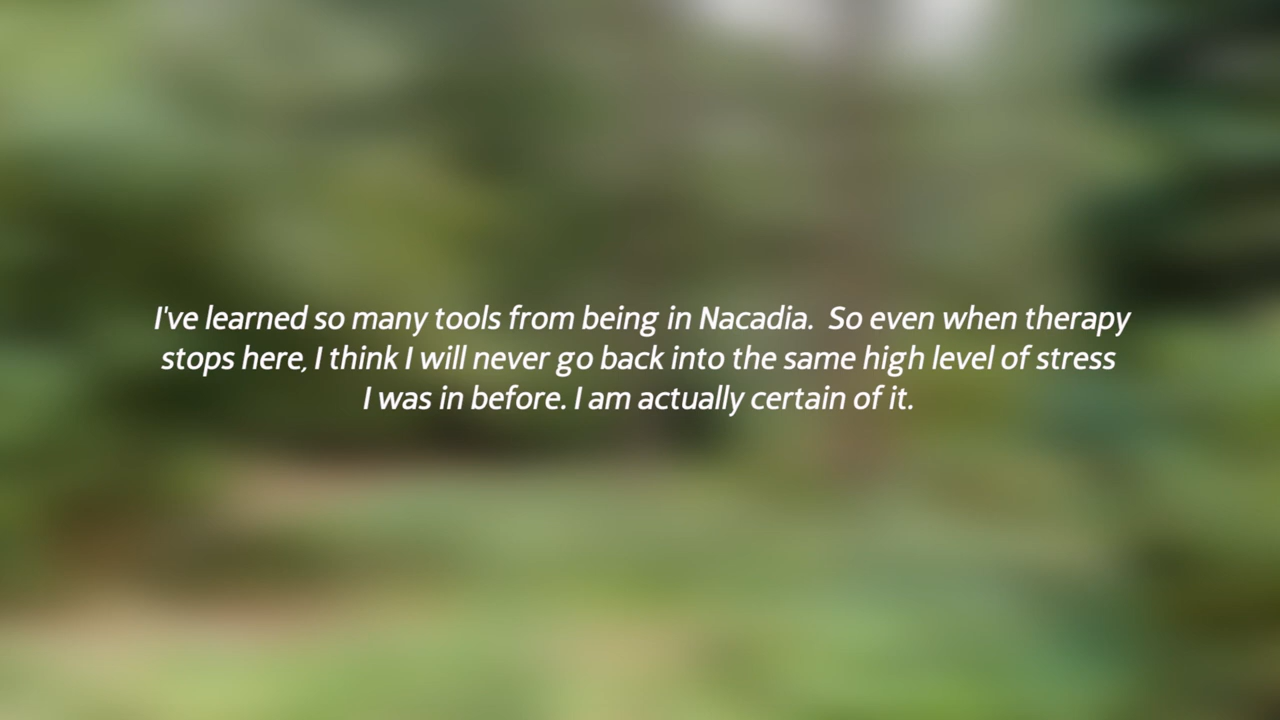 I've learned so many tools from being in Nacadia.  So even when therapy
stops here, I think I will never go back into the same high level of stress
I was in before. I am actually certain of it.